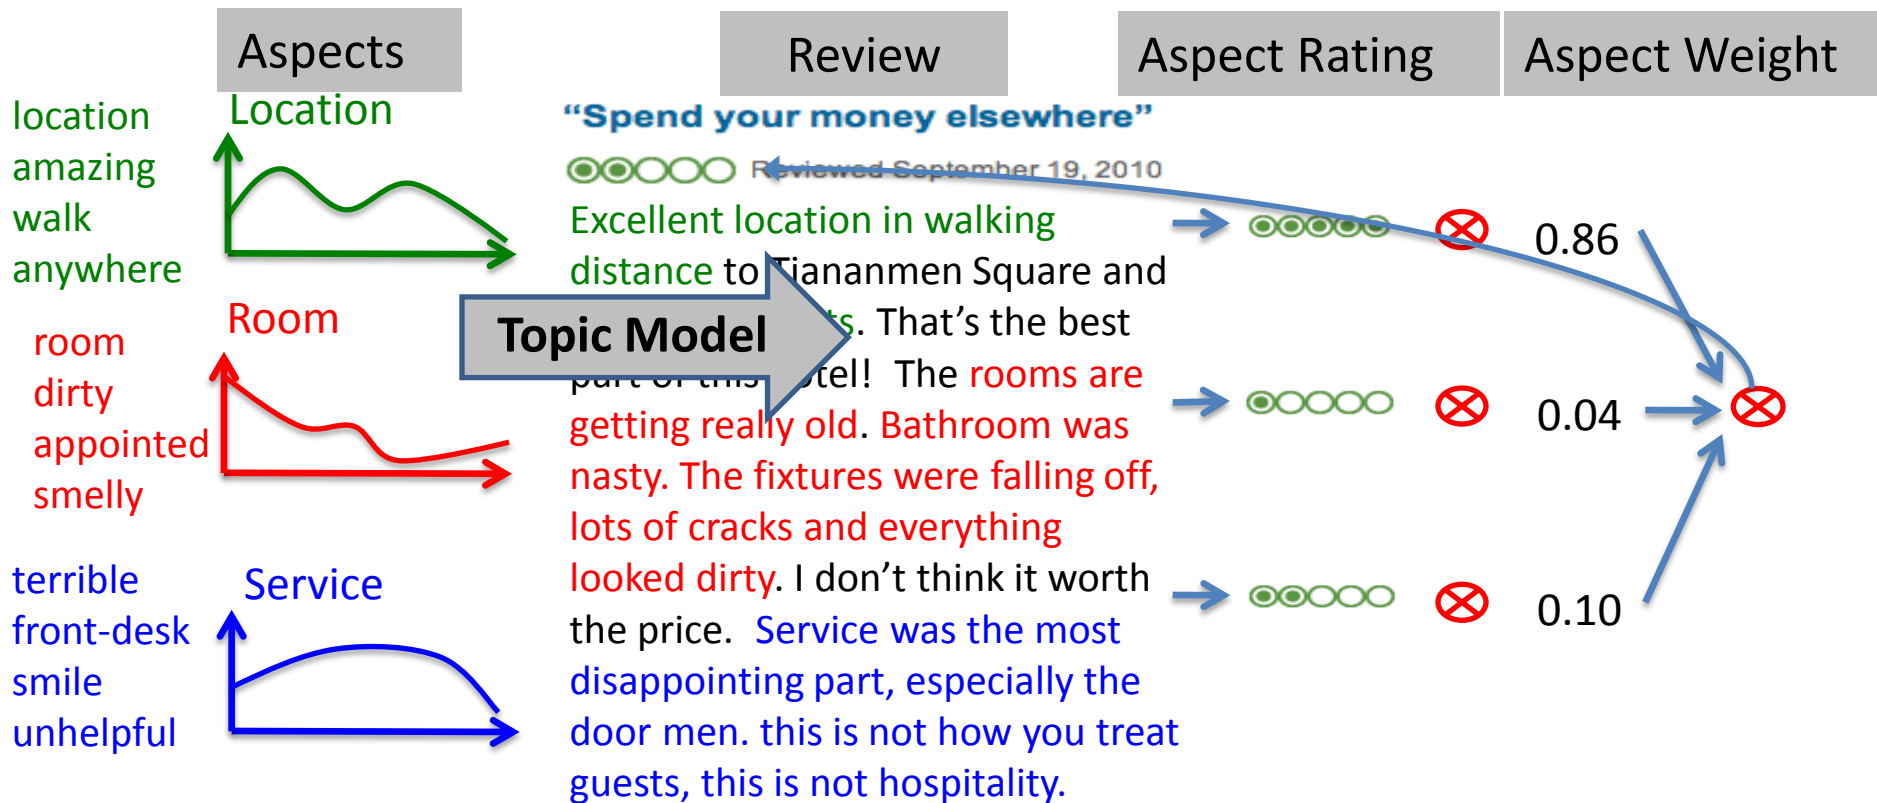 Aspects
Review
Aspect Rating
Aspect Weight
location
amazing
walk
anywhere
Location
room
dirty
appointed
smelly
Room
terrible
front-desk
smile
unhelpful
Service
Topic Model
“Spend your money elsewhere”
Reviewed September 19, 2010
Excellent location in walking
distance to Tiananmen Square and
. That’s the best
part of this hotel! The rooms are
getting really old. Bathroom was
nasty. The fixtures were falling off,
lots of cracks and everything
looked dirty. I don’t think it worth
the price. Service was the most
disappointing part, especially the
door men. this is not how you treat
guests, this is not hospitality.
0.86
0.04
0.10